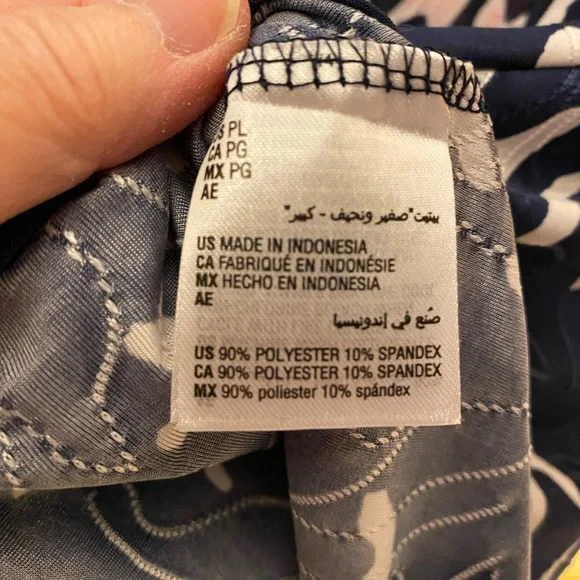 PL
CA PG
MX PG
AE
بيتيت"صغير ونحيف - كبير"
US MADE IN INDONESIA
CA FABRIQUÉ EN INDONÉSIE
MX HECHO EN INDONESIA
AE
صُنع في إندونيسيا
US 90% POLYESTER 10% SPANDEX
CA 90% POLYESTER 10% SPANDEX
MX 90% poliester 10% spándex